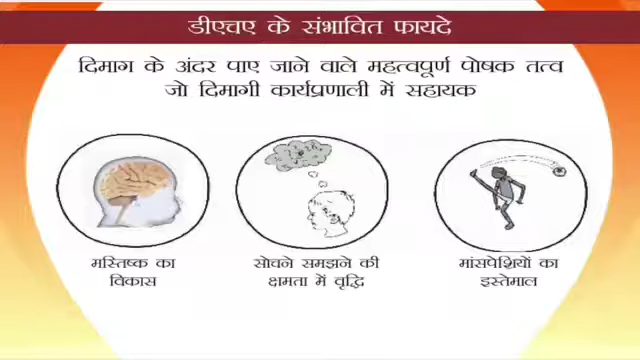 डीएचए के संभावित फायदे
दिमाग के अंदर पाए जाने वाले महत्वपूर्ण पोषक तत्व
जो दिमागी कार्यप्रणाली में सहायक
मस्तिष्क का
विकास
सोचने समझने की
क्षमता में वृद्धि
मांसपेशियों का
इस्तेमाल